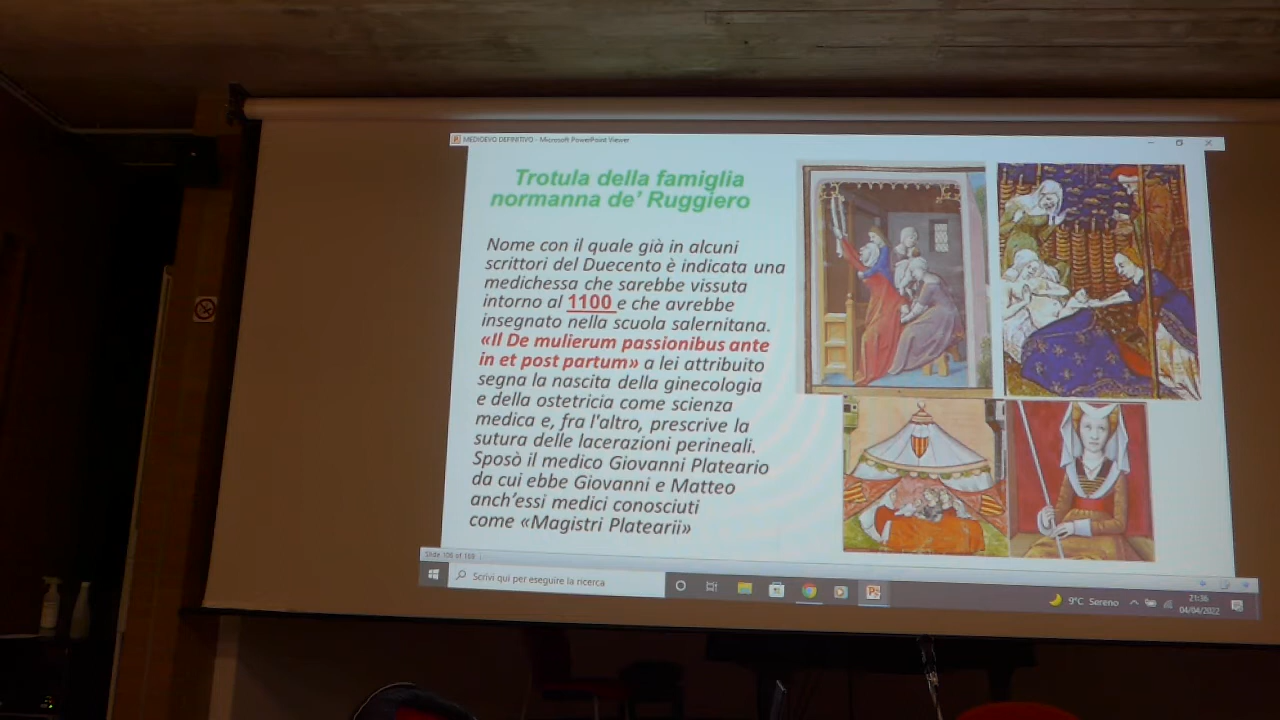 MEDIOEVO DEFINITIVO - Microsoft PowerPoint Viewer
Trotula della famiglia
normanna de' Ruggiero
Nome con il quale già in alcuni
scrittori del Duecento è indicata una
medichessa che sarebbe vissuta
intorno al 1100 e che avrebbe
insegnato nella scuola salernitana.
«Il De mulierum passionibus ante
in et post partum» a lei attribuito
segna la nascita della ginecologia
e della ostetricia come scienza
medica e, fra l'altro, prescrive la
sutura delle lacerazioni perineali.
Sposò il medico Giovanni Plateario
da cui ebbe Giovanni e Matteo
anch'essi medici conosciuti
come «Magistri Platearii»
Slide 106 of
Scrivi qui per eseguire la ricerca
9°C Sereno
21:36
04/04/2022